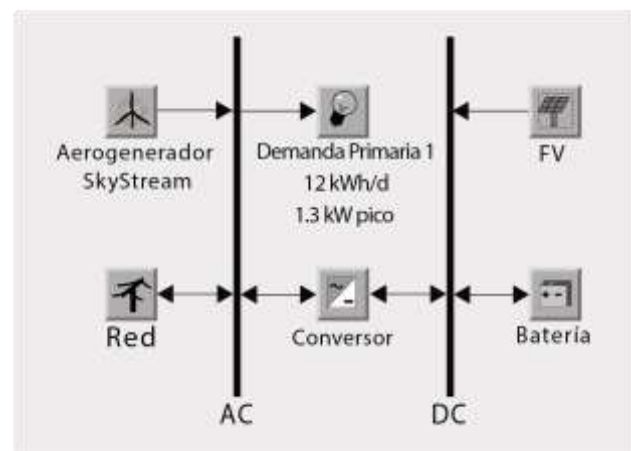 Aerogenerador
SkyStream
Demanda Primaria 1
12 kWh/d
1.3 kW pico
FV
Red
Conversor
Batería
AC
DC